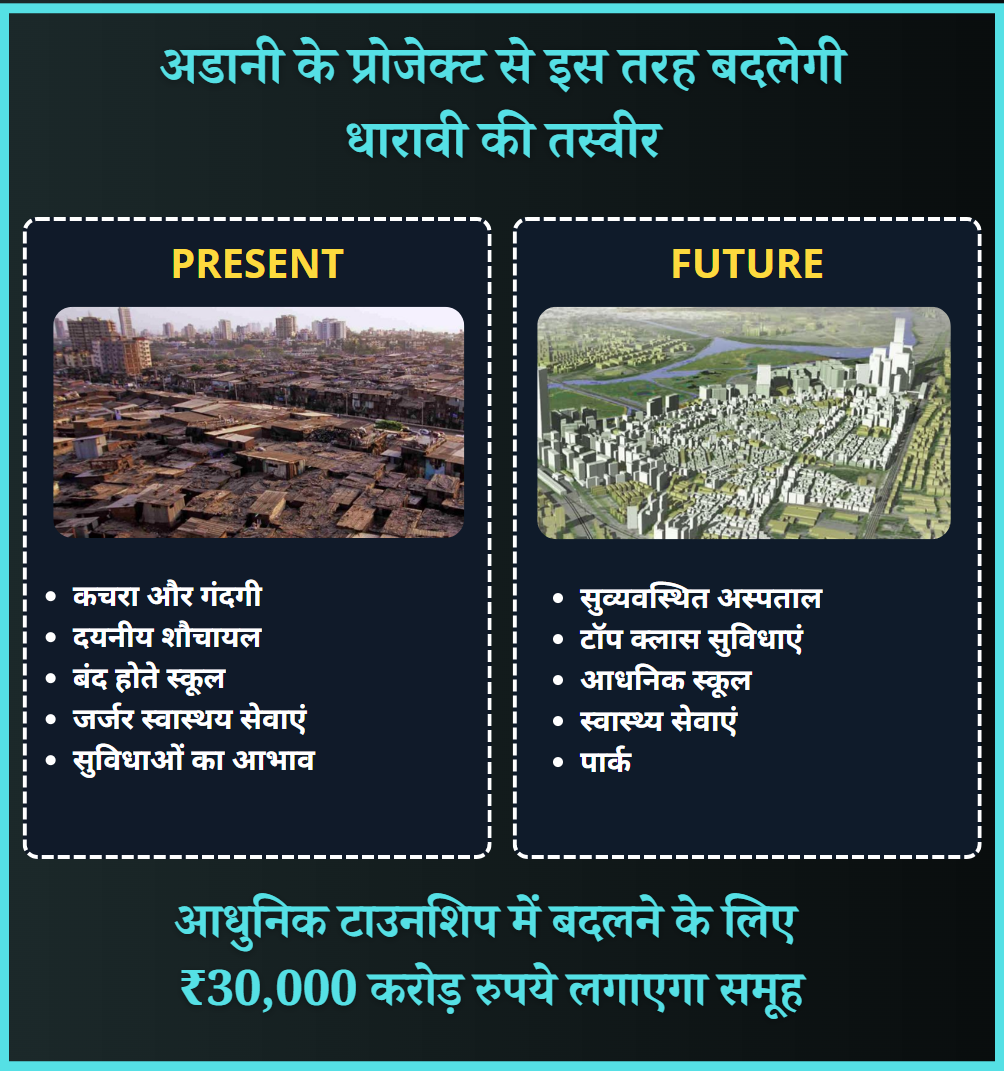 अडानी के प्रोजेक्ट से इस तरह बदलेगी
धारावी की तस्वीर
PRESENT
• कचरा और गंदगी
• दयनीय शौचायल
• बंद होते स्कूल
• जर्जर स्वास्थय सेवाएं
• सुविधाओं का आभाव
FUTURE
• सुव्यवस्थित अस्पताल
• टॉप क्लास सुविधाएं
• आधनिक स्कूल
• स्वास्थ्य सेवाएं
• पार्क
आधुनिक टाउनशिप में बदलने के लिए
₹30,000 करोड़ रुपये लगाएगा समूह